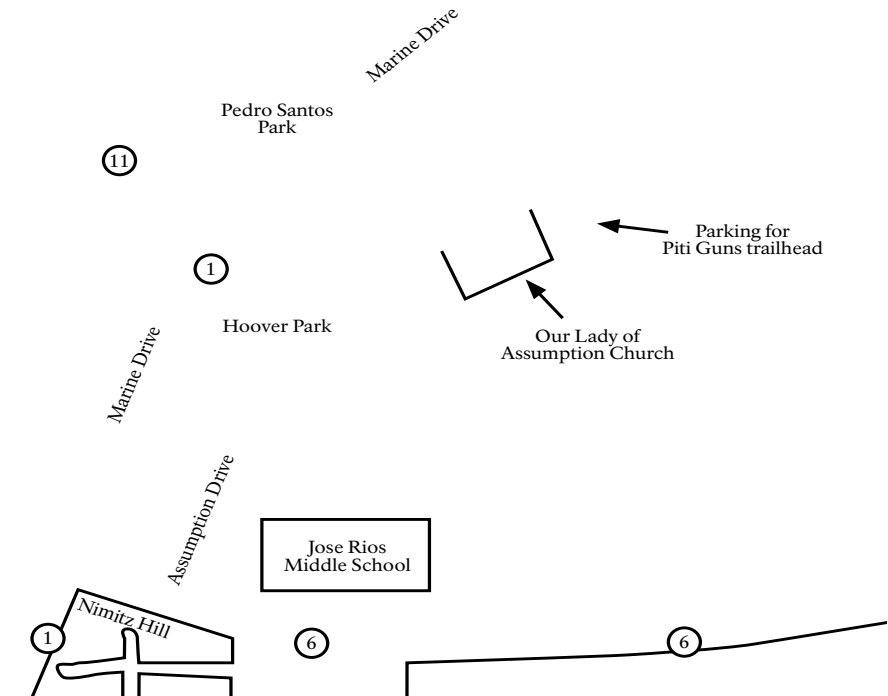 Marine Drive
Pedro Santos
Park
11
Parking for
Piti Guns trailhead
1
Hoover Park
Our Lady of
Assumption Church
Marine Drive
Assumption Drive
Jose Rios
Middle School
Nimitz Hill
1
6
6